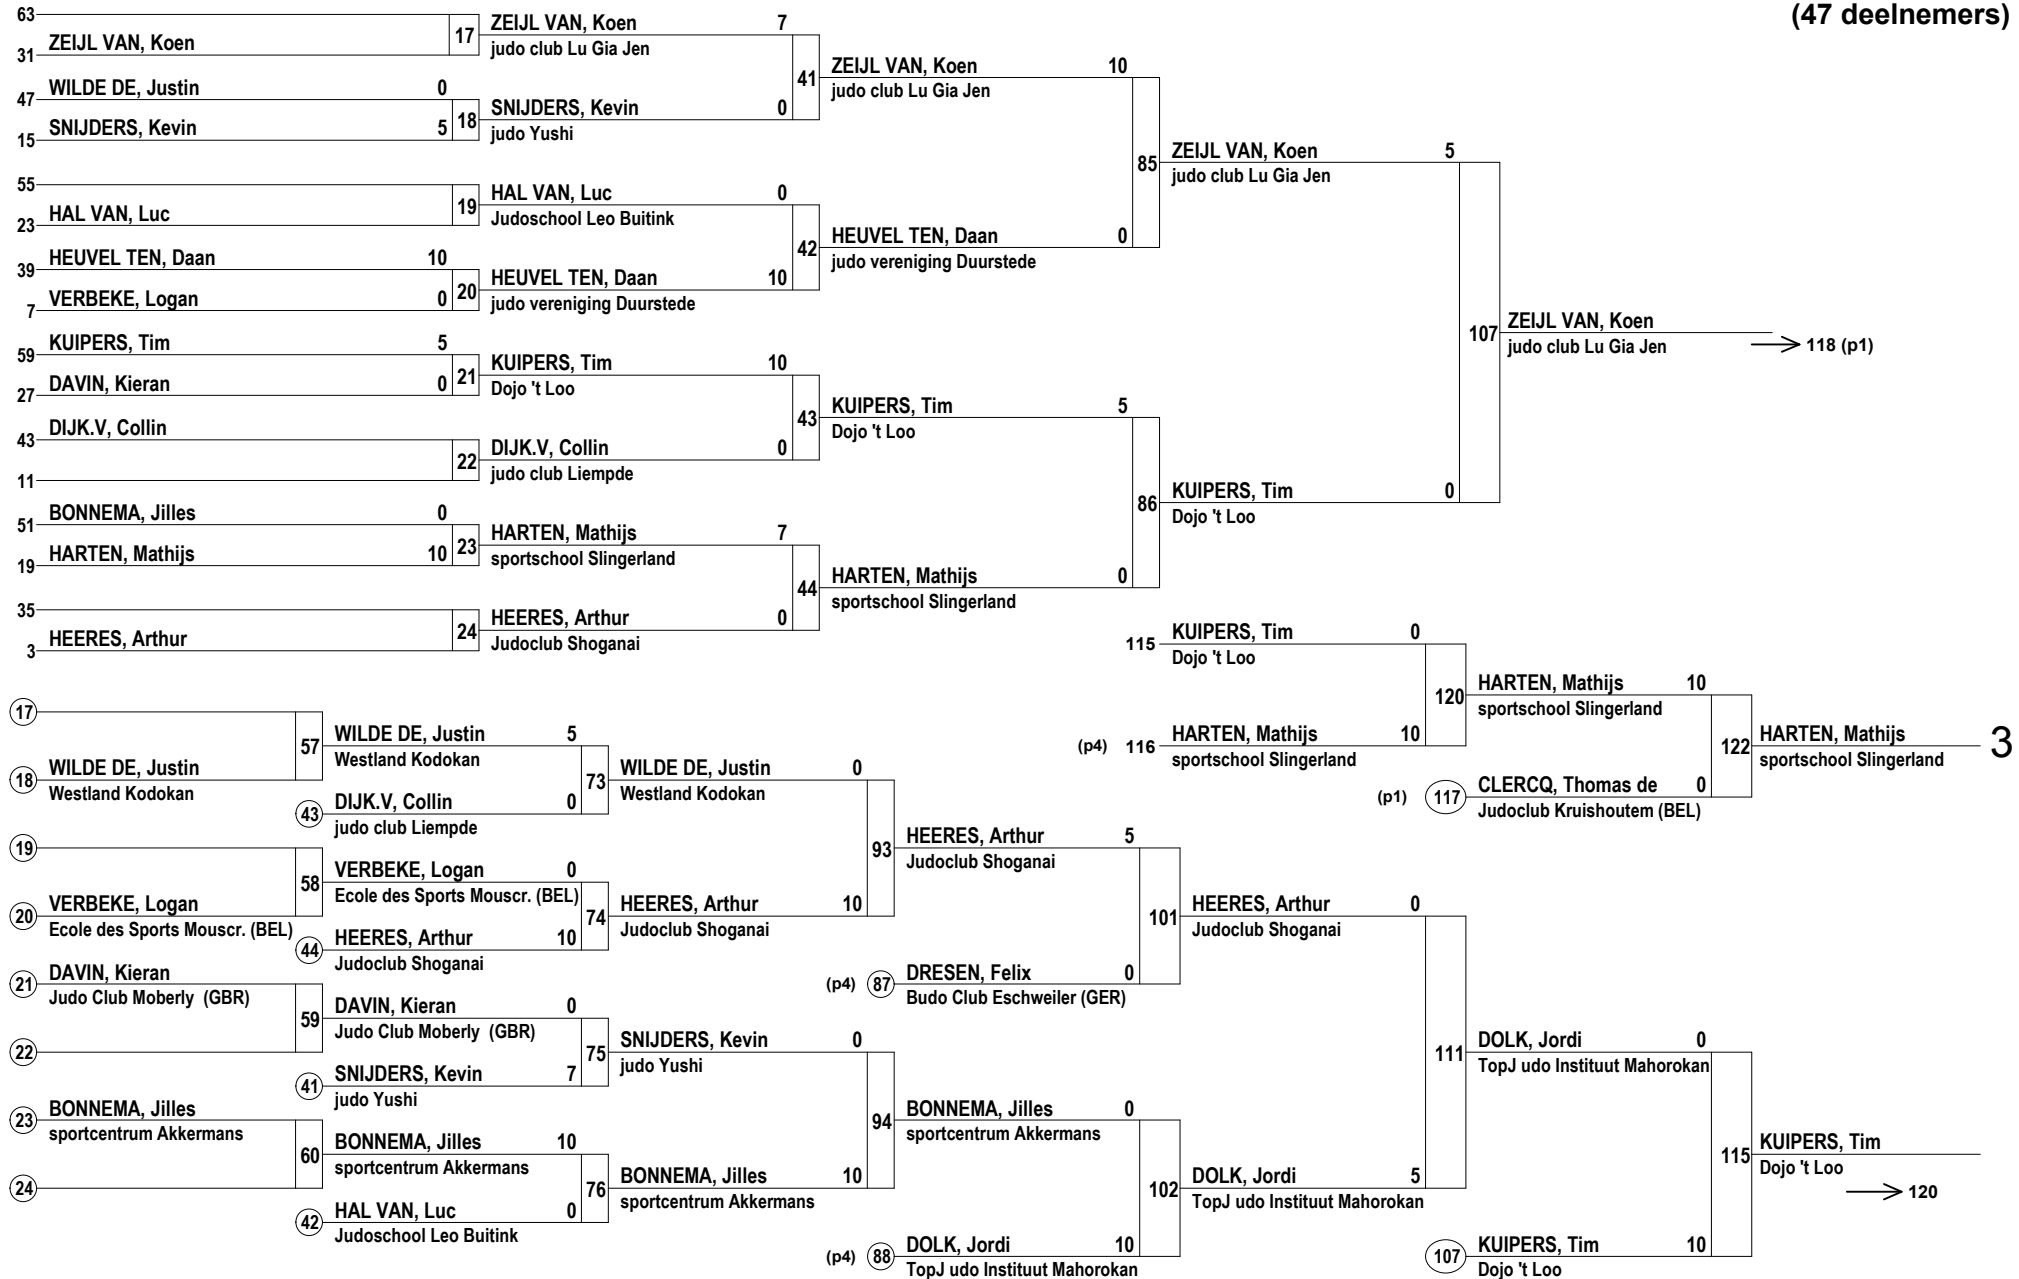 (47 deelnemers)
63
ZEIJL VAN, Koen
31
17
ZEIJL VAN, Koen 7
judo club Lu Gia Jen
WILDE DE, Justin 0
47
SNIJDERS, Kevin 5
15
18
SNIJDERS, Kevin 0
judo Yushi
41
ZEIJL VAN, Koen 10
judo club Lu Gia Jen
55
HAL VAN, Luc
23
19
HAL VAN, Luc 0
Judoschool Leo Buitink
HEUVEL TEN, Daan 10
39
VERBEKE, Logan 0
7
20
HEUVEL TEN, Daan 10
judo vereniging Duurstede
42
HEUVEL TEN, Daan 0
judo vereniging Duurstede
85
ZEIJL VAN, Koen 5
judo club Lu Gia Jen
KUIPERS, Tim 5
59
DAVIN, Kieran 0
27
21
KUIPERS, Tim 10
Dojo 't Loo
DIJK.V, Collin
43
11
22
DIJK.V, Collin 0
judo club Liempde
43
KUIPERS, Tim 5
Dojo 't Loo
BONNEMA, Jilles 0
51
HARTEN, Mathijs 10
19
23
HARTEN, Mathijs 7
sportschool Slingerland
35
HEERES, Arthur
3
24
HEERES, Arthur 0
Judoclub Shoganai
44
HARTEN, Mathijs 0
sportschool Slingerland
86
KUIPERS, Tim 0
Dojo 't Loo
107
ZEIJL VAN, Koen
judo club Lu Gia Jen
118 (p1)
115
KUIPERS, Tim 0
Dojo 't Loo
(p4) 116
HARTEN, Mathijs 10
sportschool Slingerland
120
HARTEN, Mathijs 10
sportschool Slingerland
(p1) 117
CLERCQ, Thomas de 0
Judoclub Kruishoutem (BEL)
122
HARTEN, Mathijs
sportschool Slingerland
3
17
18
WILDE DE, Justin
Westland Kodokan
57
WILDE DE, Justin 5
Westland Kodokan
43
DIJK.V, Collin 0
judo club Liempde
73
WILDE DE, Justin 0
Westland Kodokan
19
20
VERBEKE, Logan
Ecole des Sports Mouscr. (BEL)
58
VERBEKE, Logan 0
Ecole des Sports Mouscr. (BEL)
44
HEERES, Arthur 10
Judoclub Shoganai
74
HEERES, Arthur 10
Judoclub Shoganai
93
HEERES, Arthur 5
Judoclub Shoganai
(p4) 87
DRESEN, Felix 0
Budo Club Eschweiler (GER)
101
HEERES, Arthur 0
Judoclub Shoganai
21
DAVIN, Kieran
Judo Club Moberly (GBR)
22
59
DAVIN, Kieran 0
Judo Club Moberly (GBR)
41
SNIJDERS, Kevin 7
judo Yushi
75
SNIJDERS, Kevin 0
judo Yushi
23
BONNEMA, Jilles
sportcentrum Akkermans
24
60
BONNEMA, Jilles 10
sportcentrum Akkermans
42
HAL VAN, Luc 0
Judoschool Leo Buitink
76
BONNEMA, Jilles 10
sportcentrum Akkermans
94
BONNEMA, Jilles 0
sportcentrum Akkermans
(p4) 88
DOLK, Jordi 10
TopJ udo Instituut Mahorokan
102
DOLK, Jordi 5
TopJ udo Instituut Mahorokan
111
DOLK, Jordi 0
TopJ udo Instituut Mahorokan
107
KUIPERS, Tim 10
Dojo 't Loo
115
KUIPERS, Tim
Dojo 't Loo
120